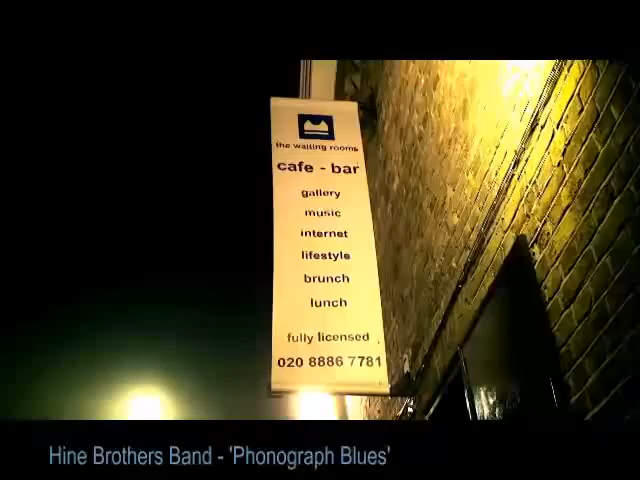 the waiting rooms
cafe - bar
gallery
music
internet
lifestyle
brunch
lunch
fully licensed
020 8886 7781
Hine Brothers Band - 'Phonograph Blues'